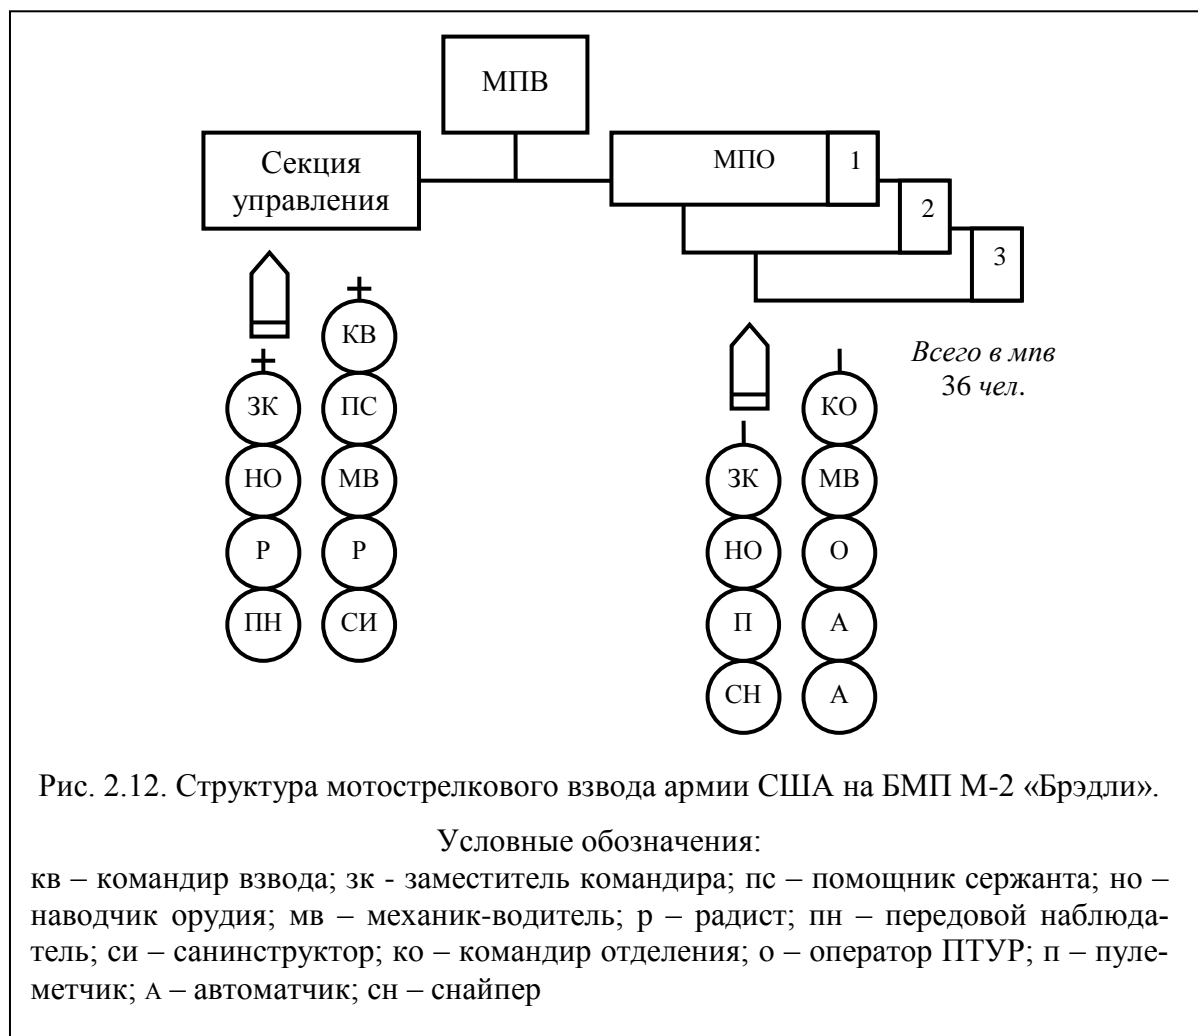 МПВ
Секция
управления
МПО
1
2
3
КВ
ЗК
ПС
НО
МВ
Р
Р
ПН
СИ
Всего в мпв
36 чел.
КО
ЗК
МВ
НО
О
П
А
СН
А
Рис. 2.12. Структура мотострелкового взвода армии США на БМП М-2 «Брэдли».
Условные обозначения:
кв – командир взвода; зк - заместитель командира; пс – помощник сержанта; но –
наводчик орудия; мв – механик-водитель; р – радист; пн – передовой наблюда-
тель; си – санинструктор; ко – командир отделения; о – оператор ПТУР; п – пуле-
метчик; А – автоматчик; сн – снайпер